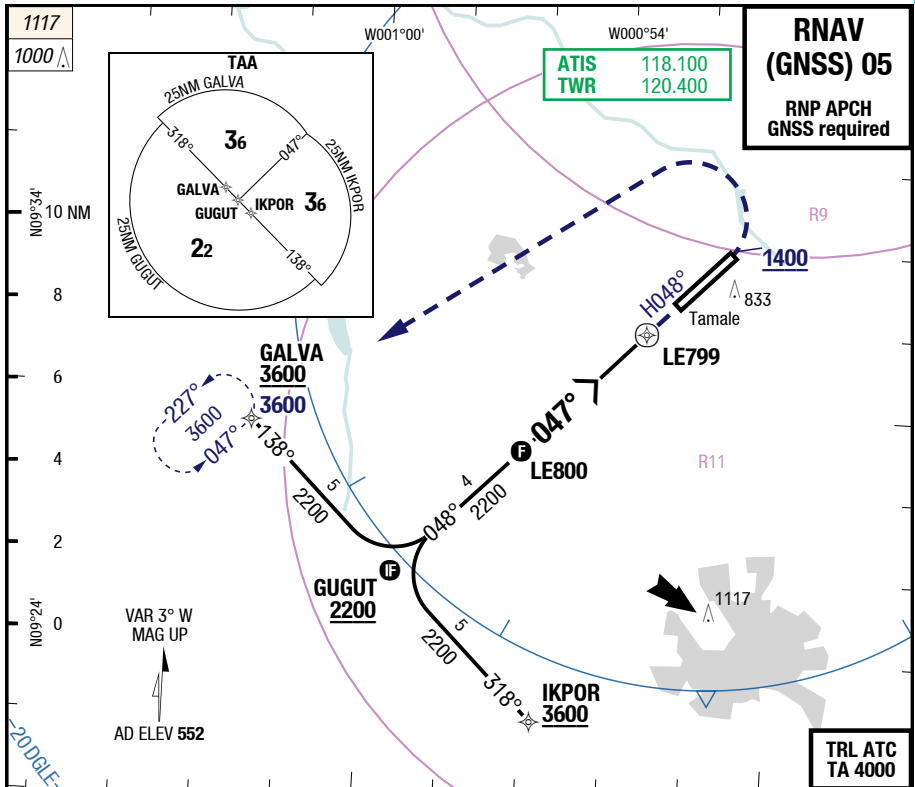 1117
1000
W001°00'
W000°54'
RNAV
(GNSS) 05
RNP APCH
GNSS required
ATIS 118.100
TWR 120.400
TAA
25NM GALVA
318°
36
047°
25NM IKPOR
GALVA
GUGUT
IKPOR
36
22
25NM GUGUT
138°
N09°34'
10 NM
R9
1400
8
833
H048°
Tamale
LE799
GALVA
3600
3600
6
227°
3600
047°
138°
047°
4
LE800
R11
5
2200
4
2200
048°
2
GUGUT
IF
F
2200
1117
N09°24'
0
5
2200
VAR 3° W
MAG UP
318°
IKPOR
3600
AD ELEV 552
20 DGLE
TRL ATC
TA 4000